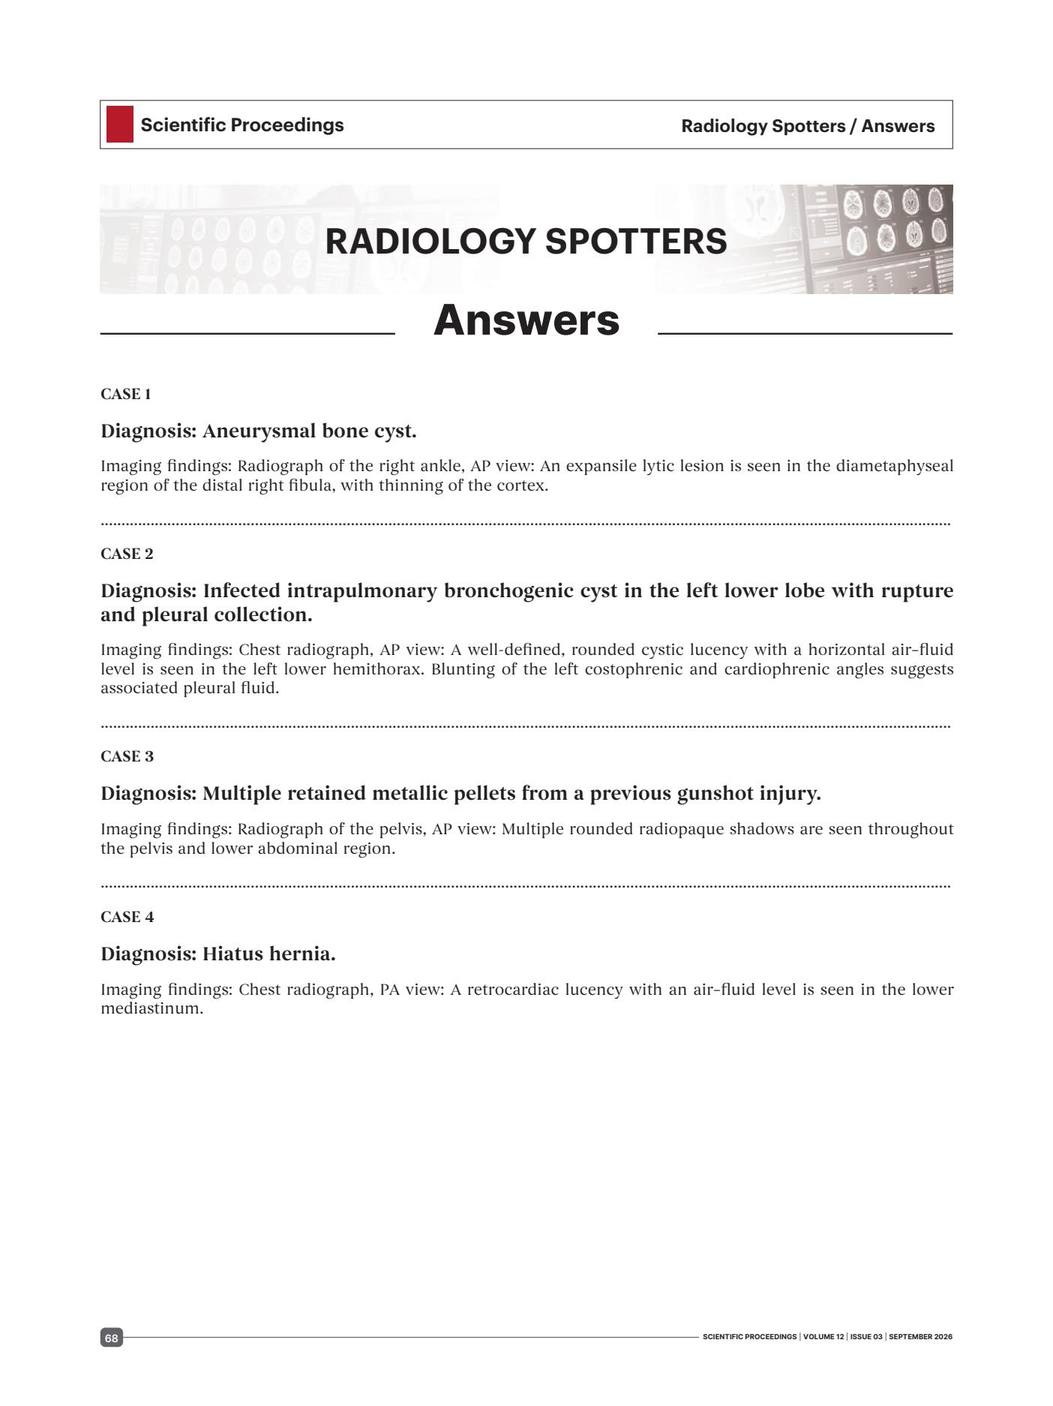 Scientific Proceedings
Radiology Spotters / Answers
RADIOLOGY SPOTTERS
Answers
CASE 1
Diagnosis: Aneurysmal bone cyst.
Imaging findings: Radiograph of the right ankle, AP view: An expansile lytic lesion is seen in the diametaphyseal
region of the distal right fibula, with thinning of the cortex.
CASE 2
Diagnosis: Infected intrapulmonary bronchogenic cyst in the left lower lobe with rupture
and pleural collection.
Imaging findings: Chest radiograph, AP view: A well-defined, rounded cystic lucency with a horizontal air–fluid
level is seen in the left lower hemithorax. Blunting of the left costophrenic and cardiophrenic angles suggests
associated pleural fluid.
CASE 3
Diagnosis: Multiple retained metallic pellets from a previous gunshot injury.
Imaging findings: Radiograph of the pelvis, AP view: Multiple rounded radiopaque shadows are seen throughout
the pelvis and lower abdominal region.
CASE 4
Diagnosis: Hiatus hernia.
Imaging findings: Chest radiograph, PA view: A retrocardiac lucency with an air–fluid level is seen in the lower
mediastinum.
68
SCIENTIFIC PROCEEDINGS | VOLUME 12 | ISSUE 03 | SEPTEMBER 2026